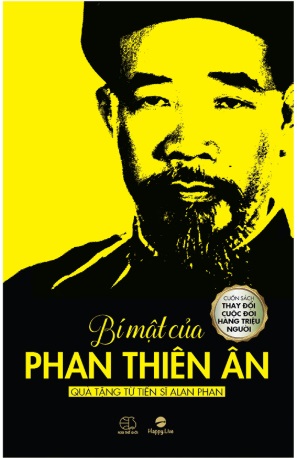 CUỐN SÁCH
THAY ĐỔI
CUỘC ĐỜI
HÀNG TRIỆU
NGƯỜI
Bí mật của
PHAN THIÊN ÂN
QUÀ TẶNG TỪ TIẾN SĨ ALAN PHAN
Happy Live